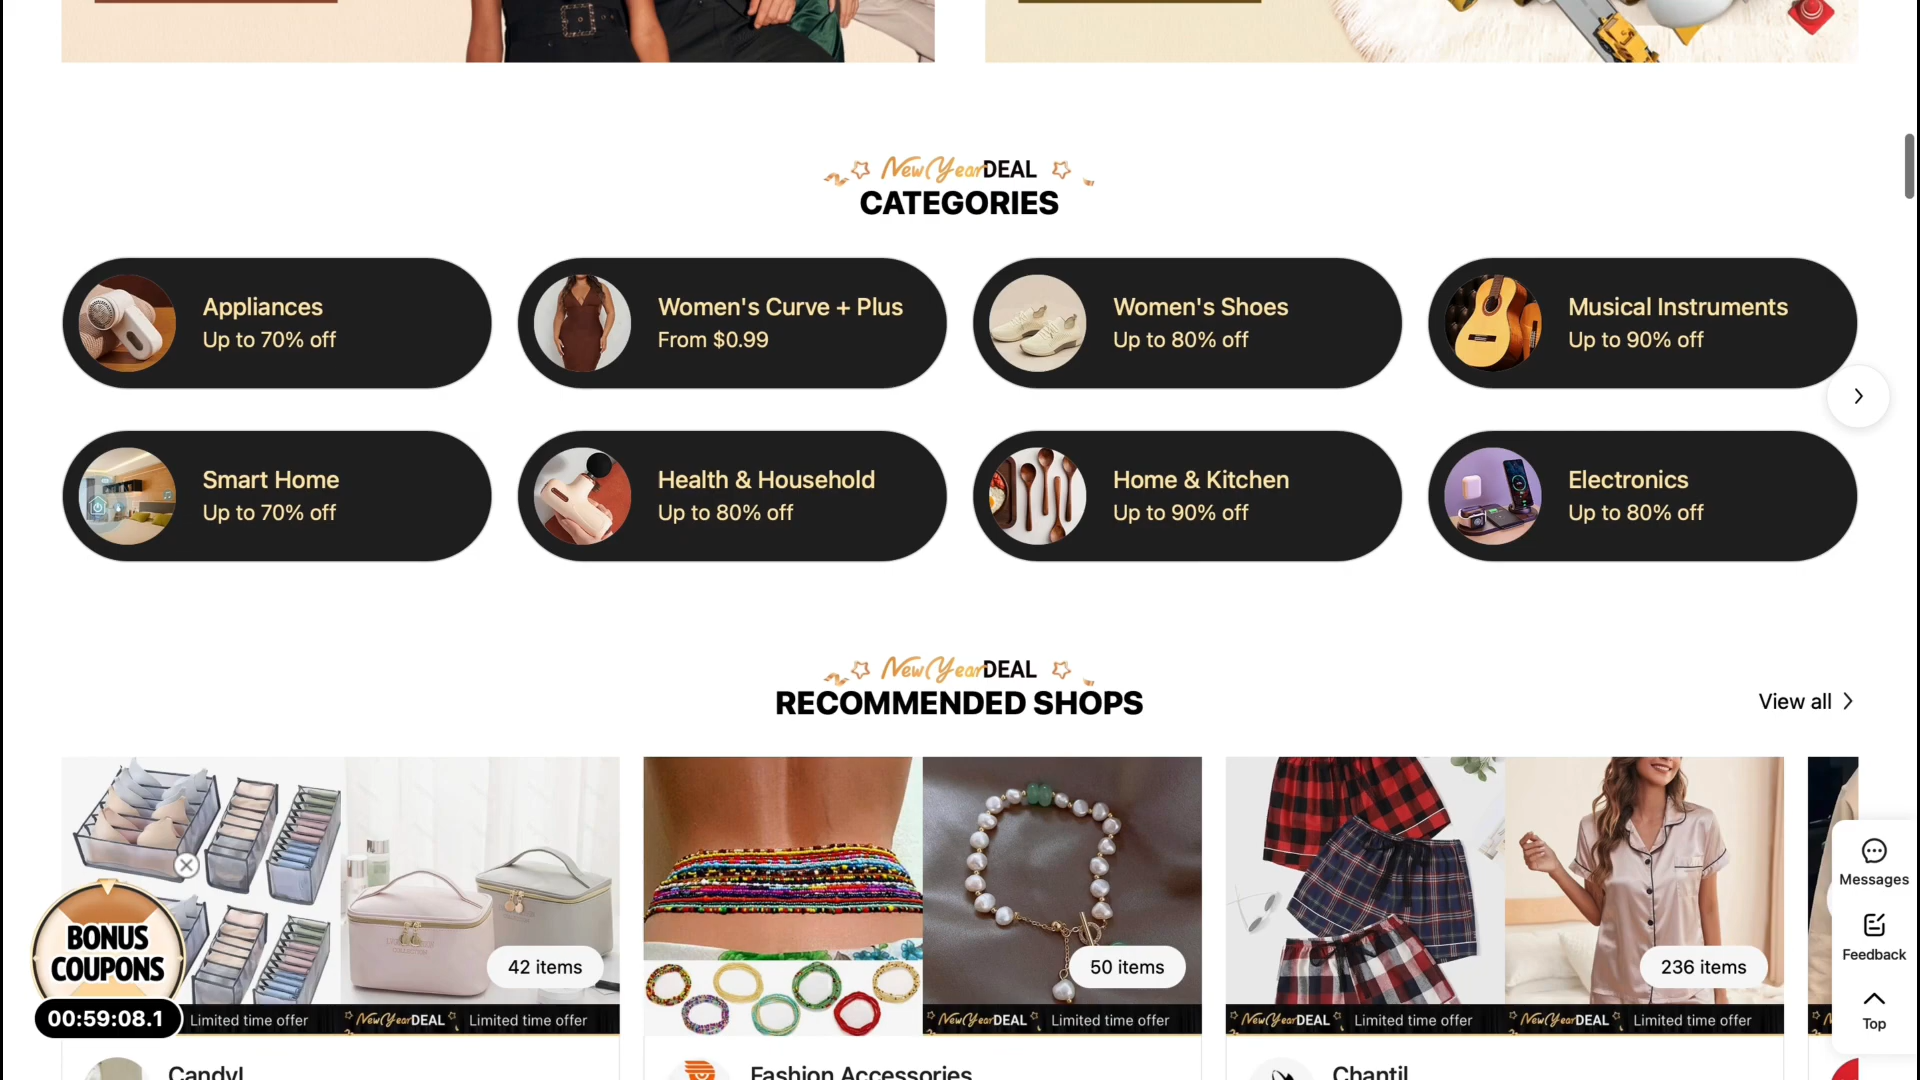 New Year DEAL
CATEGORIES
Appliances
Up to 70% off
Women's Curve + Plus
From $0.99
Women's Shoes
Up to 80% off
Musical Instruments
Up to 90% off
Smart Home
Up to 70% off
Health & Household
Up to 80% off
Home & Kitchen
Up to 90% off
Electronics
Up to 80% off
New Year DEAL
RECOMMENDED SHOPS
View all
42 items
50 items
236 items
Messages
Feedback
Top
BONUS
COUPONS
00:59:08.1
Limited time offer
New Year DEAL
Limited time offer
New Year DEAL
Limited time offer
New Year DEAL
Limited time offer
New Year DEAL
Limited time offer
Candyl
Fashion Accessories
Chantil